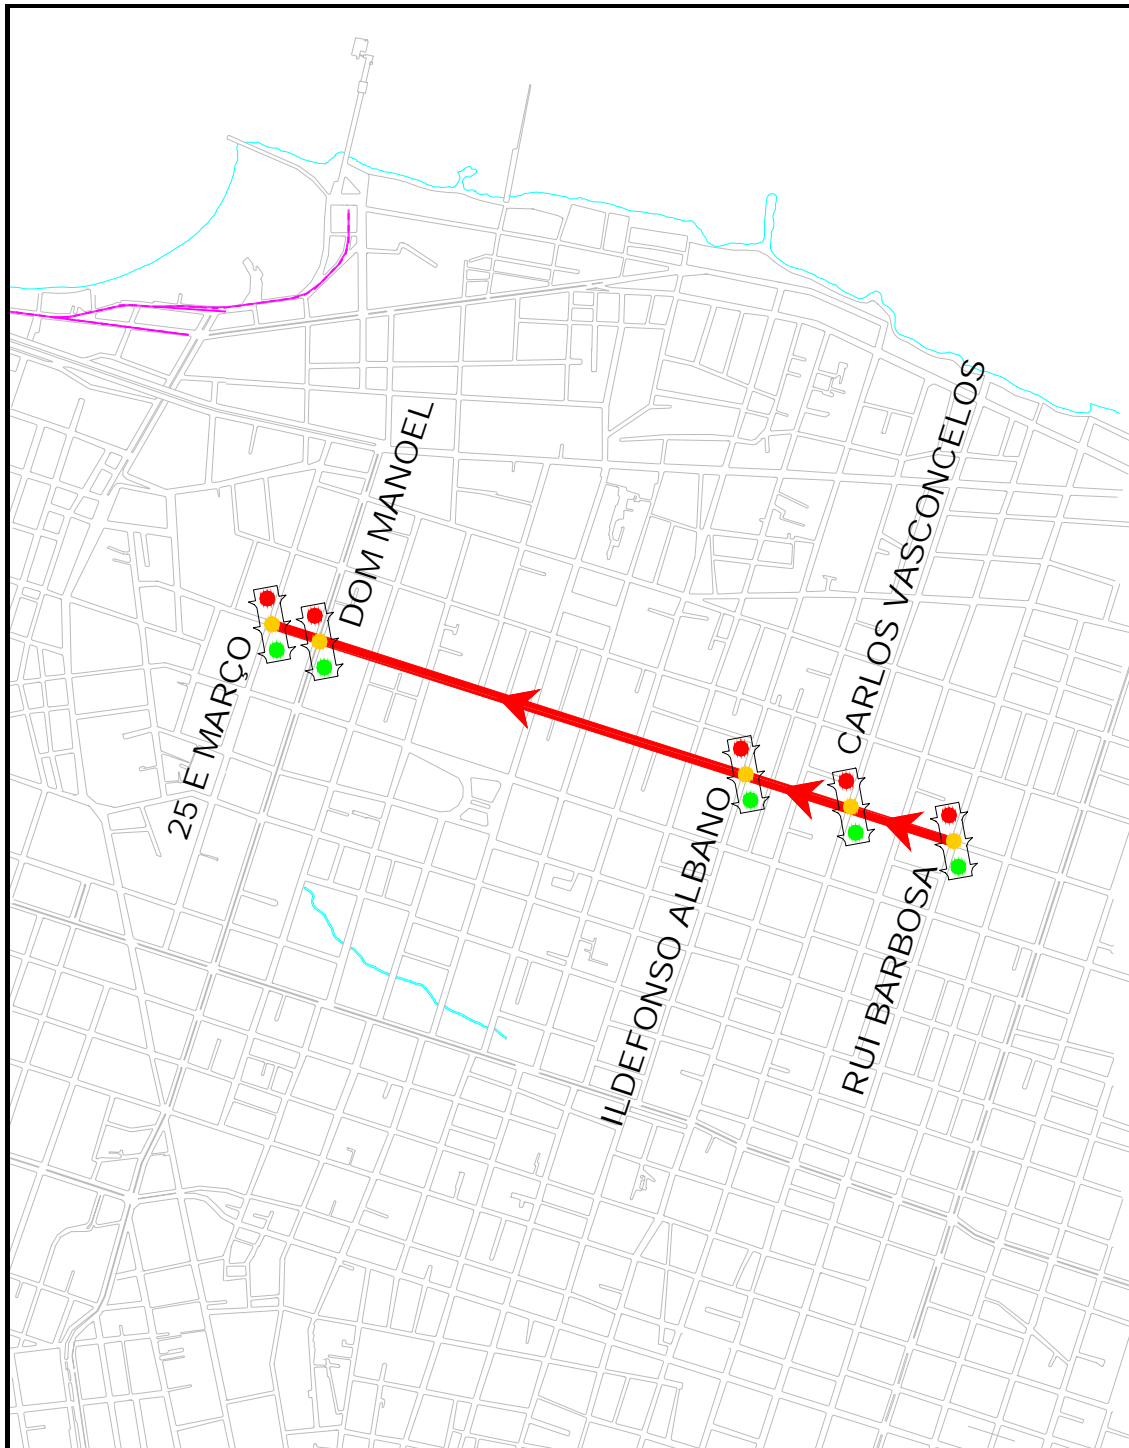 DOM MANOEL
CARLOS VASCONCELOS
25 E MARÇO
ILDEFONSO ALBANO
RUI BARBOSA